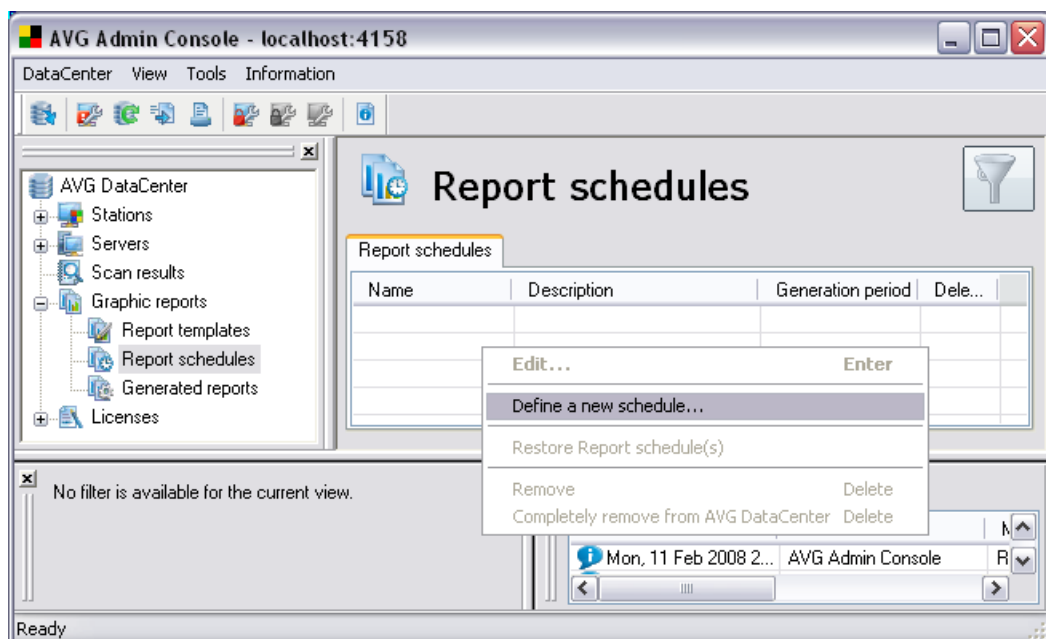 AVG Admin Console - localhost:4158
DataCenter View Tools Information
AVG DataCenter
Stations
Servers
Scan results
Graphic reports
Report templates
Report schedules
Generated reports
Licenses
Report schedules
Report schedules
Name Description Generation period Dele...
Edit... Enter
Define a new schedule...
Restore Report schedule(s)
Remove Delete
Completely remove from AVG DataCenter Delete
No filter is available for the current view.
Mon, 11 Feb 2008 2... AVG Admin Console R
Ready